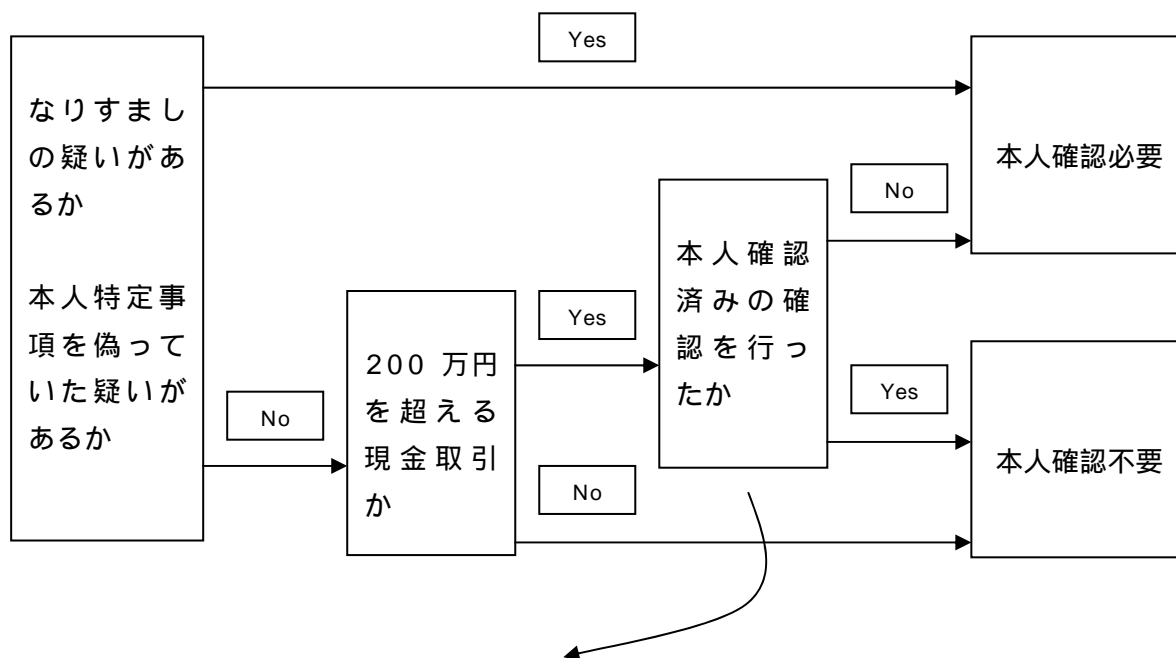 なりすまし
の疑いがあ
るか
本人特定事
項を偽って
いた疑いが
あるか
Yes
No
200 万円
を超える
現金取引
か
Yes
No
本人確認
済みの確
認を行っ
たか
No
Yes
本人確認必要
本人確認不要